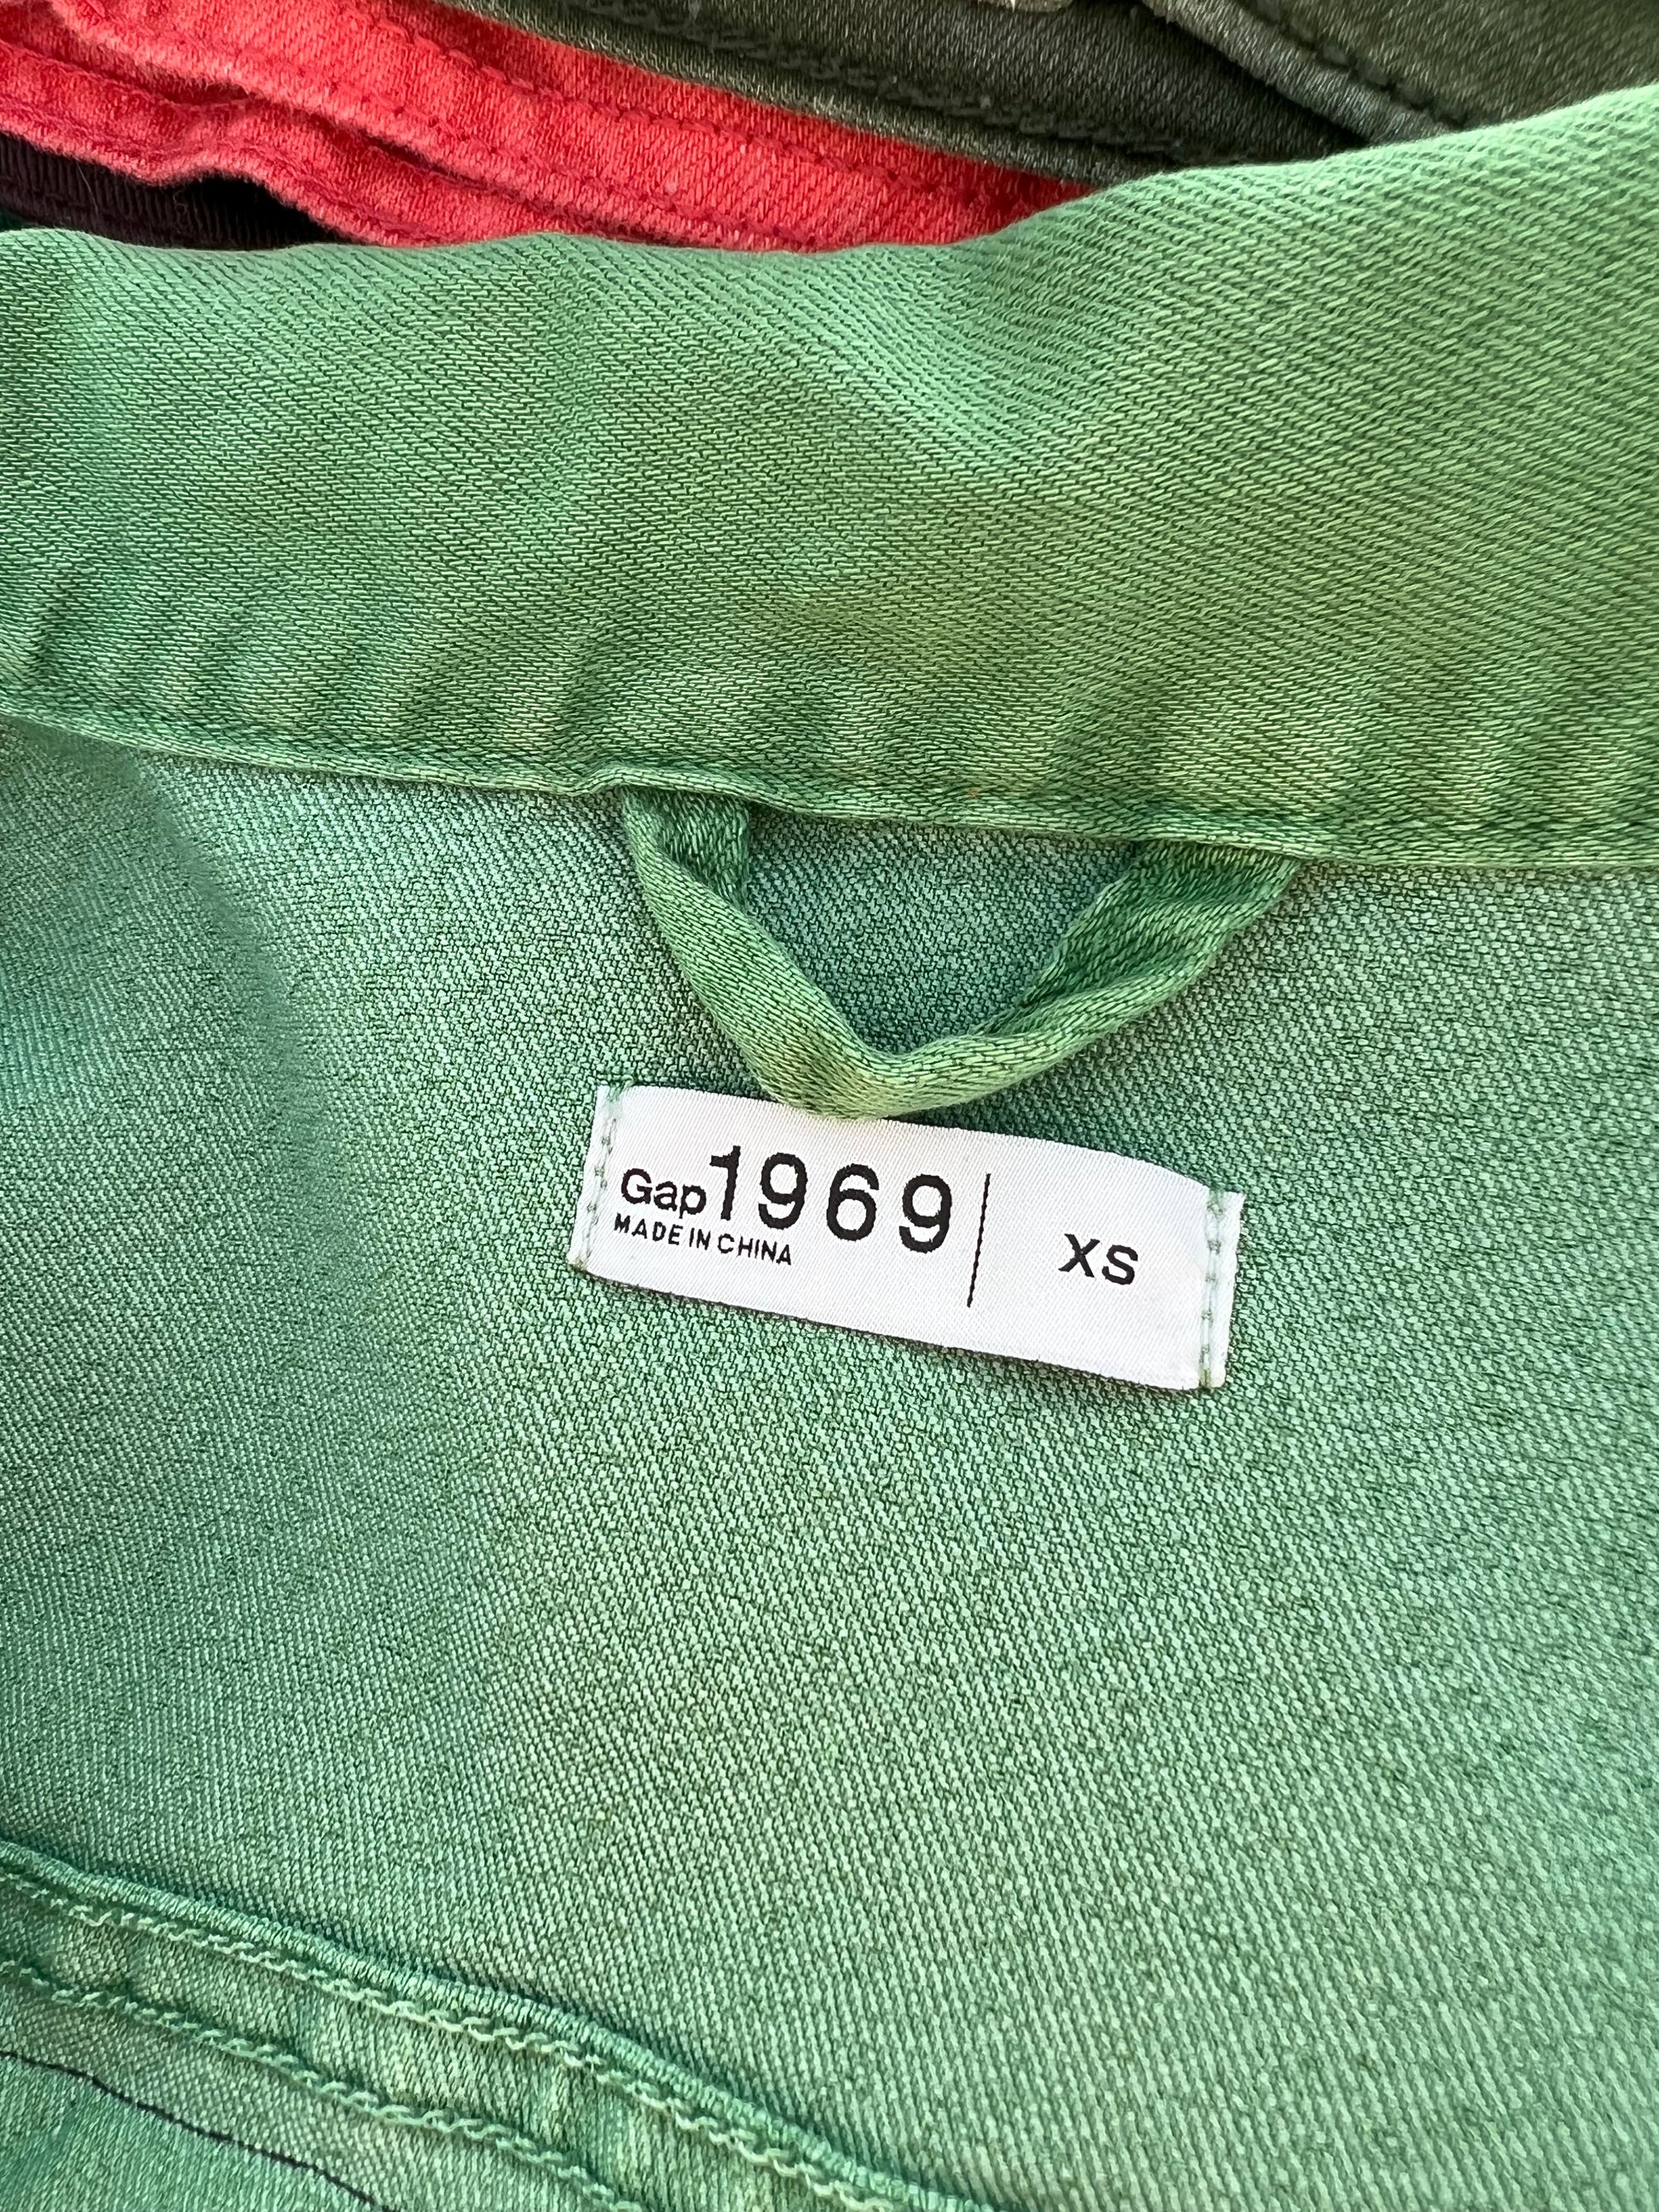 Gap1969 | XS
MADE IN CHINA